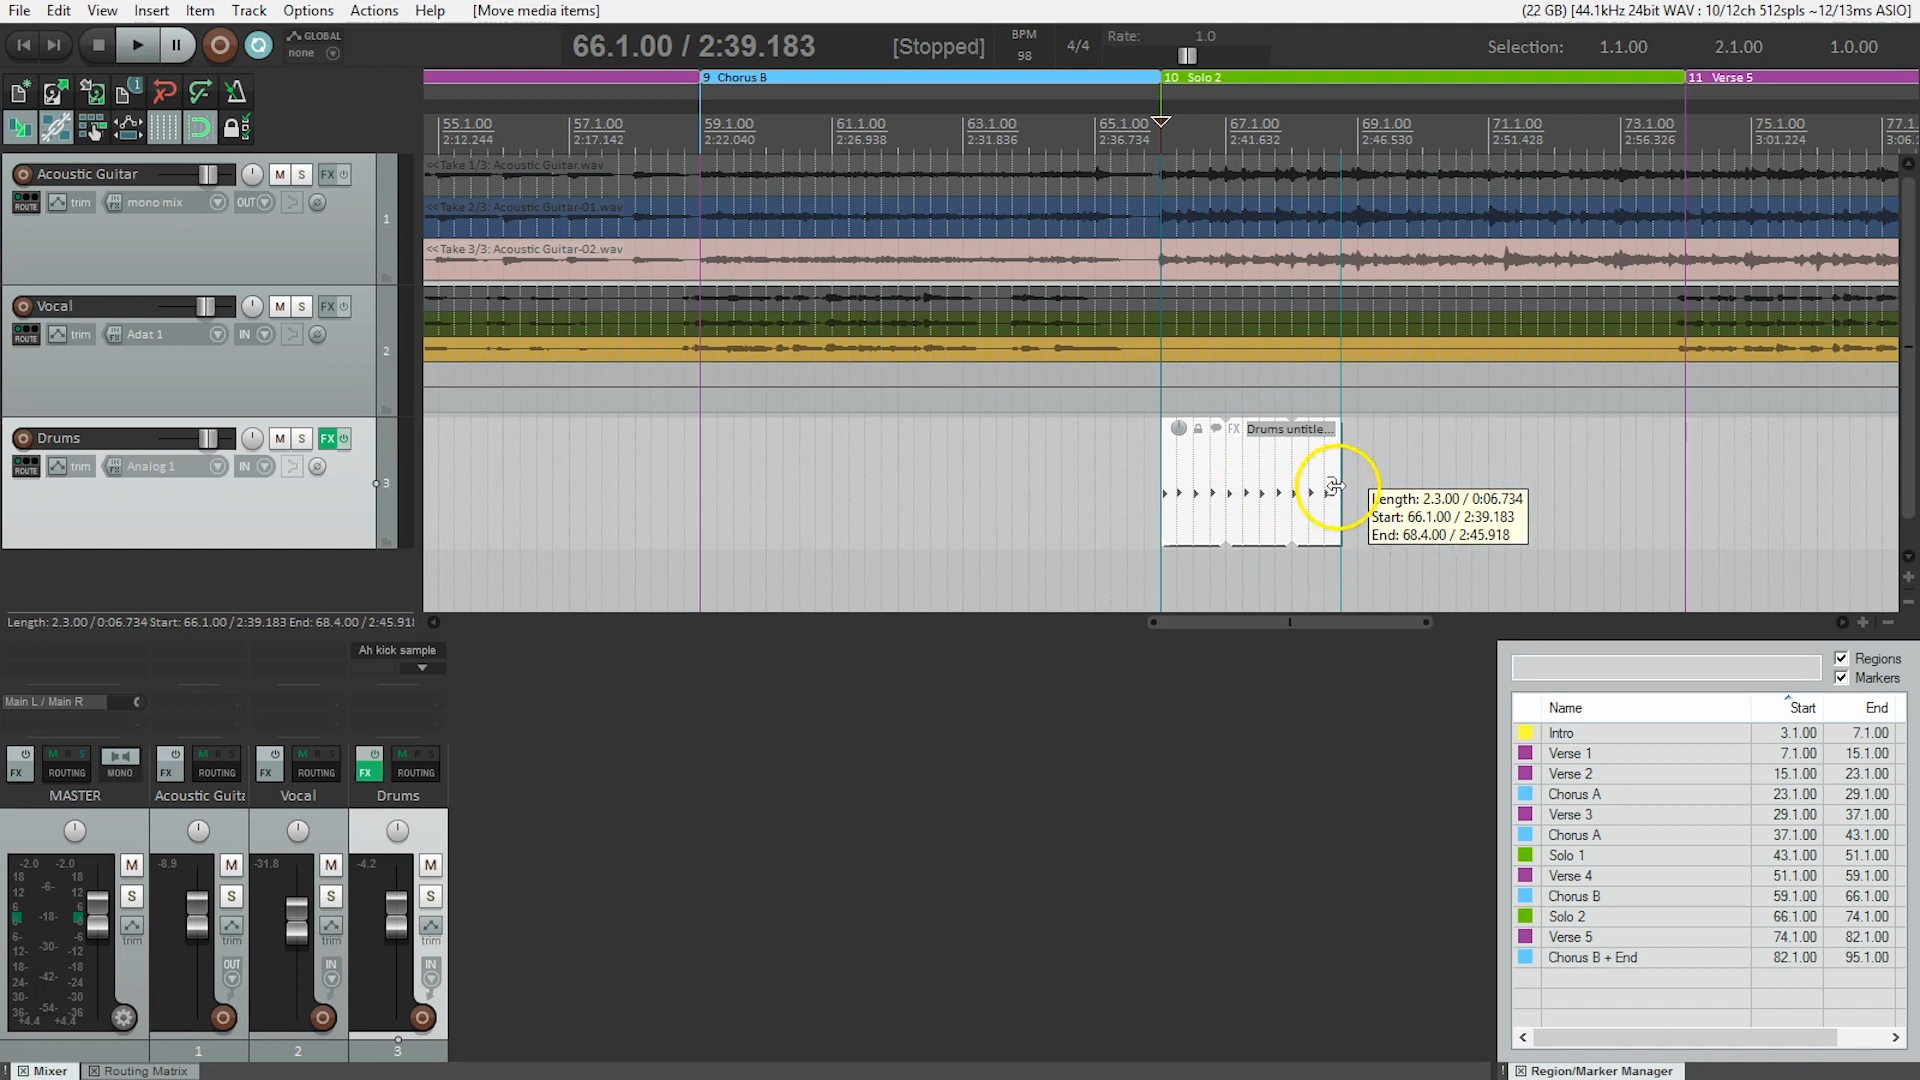 File Edit View Insert Item Track Options Actions Help [Move media items]
(22 GB) [44.1kHz 24bit WAV : 10/12ch 512spls ~12/13ms ASIO]
GLOBAL
none
66.1.00 / 2:39.183 [Stopped]
BPM
98
4/4
Rate: 1.0
Selection: 1.1.00 2.1.00 1.0.00
9 Chorus B
10 Solo 2
11 Verse 5
55.1.00 57.1.00 59.1.00 61.1.00 63.1.00 65.1.00 67.1.00 69.1.00 71.1.00 73.1.00 75.1.00 77.1.
2:12.244 2:17.142 2:22.040 2:26.938 2:31.836 2:36.734 2:41.632 2:46.530 2:51.428 2:56.326 3:01.224 3:06.
Acoustic Guitar M S FX
ROUTE trim IN FX mono mix OUT
1
<<Take 1/3: Acoustic Guitar.wav
<<Take 2/3: Acoustic Guitar-01.wav
<<Take 3/3: Acoustic Guitar-02.wav
Vocal M S FX
ROUTE trim IN FX Adat 1 IN
2
Drums M S FX
ROUTE trim IN FX Analog 1 IN
3
FX Drums untitle...
Length: 2.3.00 / 0:06.734
Start: 66.1.00 / 2:39.183
End: 68.4.00 / 2:45.918
Length: 2.3.00 / 0:06.734 Start: 66.1.00 / 2:39.183 End: 68.4.00 / 2:45.91
Ah kick sample
Main L / Main R
FX M R S ROUTING MONO
FX M R S ROUTING
FX M R S ROUTING
FX M R S ROUTING
MASTER Acoustic Guita Vocal Drums
-2.0 -2.0 M
-8.9 M
-31.8 M
-4.2 M
S S S S
18 12 6 0 6- 12- 18- 24- 30- 36-
-6- -18- -30- -42- -54-
18 12 6 0 -6 -12 -18 -24 -30 -36
+4.4 +4.4
trim trim trim trim
OUT IN IN
1 2 3
Mixer Routing Matrix
Regions
Markers
Name Start End
Intro 3.1.00 7.1.00
Verse 1 7.1.00 15.1.00
Verse 2 15.1.00 23.1.00
Chorus A 23.1.00 29.1.00
Verse 3 29.1.00 37.1.00
Chorus A 37.1.00 43.1.00
Solo 1 43.1.00 51.1.00
Verse 4 51.1.00 59.1.00
Chorus B 59.1.00 66.1.00
Solo 2 66.1.00 74.1.00
Verse 5 74.1.00 82.1.00
Chorus B + End 82.1.00 95.1.00
Region/Marker Manager